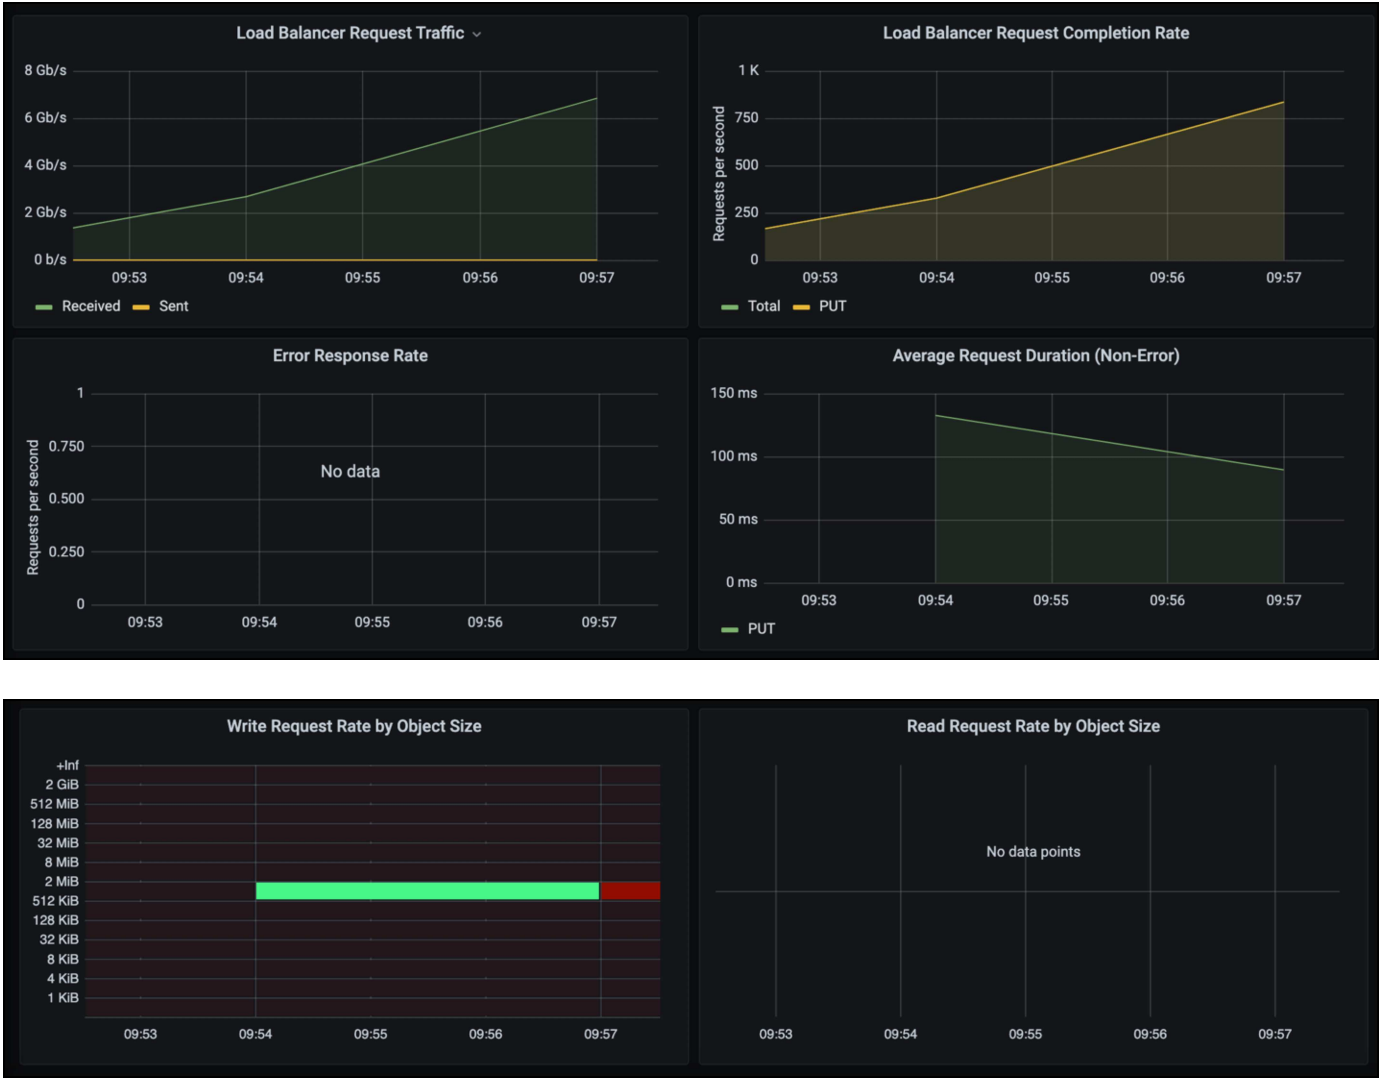 Load Balancer Request Traffic
8 Gb/s
6 Gb/s
4 Gb/s
2 Gb/s
0 b/s
09:53 09:54 09:55 09:56 09:57
Received Sent
Load Balancer Request Completion Rate
Requests per second
1 K
750
500
250
0
09:53 09:54 09:55 09:56 09:57
Total PUT
Error Response Rate
Requests per second
1
0.750
No data
0.500
0.250
0
09:53 09:54 09:55 09:56 09:57
Average Request Duration (Non-Error)
150 ms
100 ms
50 ms
0 ms
09:53 09:54 09:55 09:56 09:57
PUT
Write Request Rate by Object Size
+Inf
2 GiB
512 MiB
128 MiB
32 MiB
8 MiB
2 MiB
512 KiB
128 KiB
32 KiB
8 KiB
4 KiB
1 KiB
09:53 09:54 09:55 09:56 09:57
Read Request Rate by Object Size
No data points
09:53 09:54 09:55 09:56 09:57